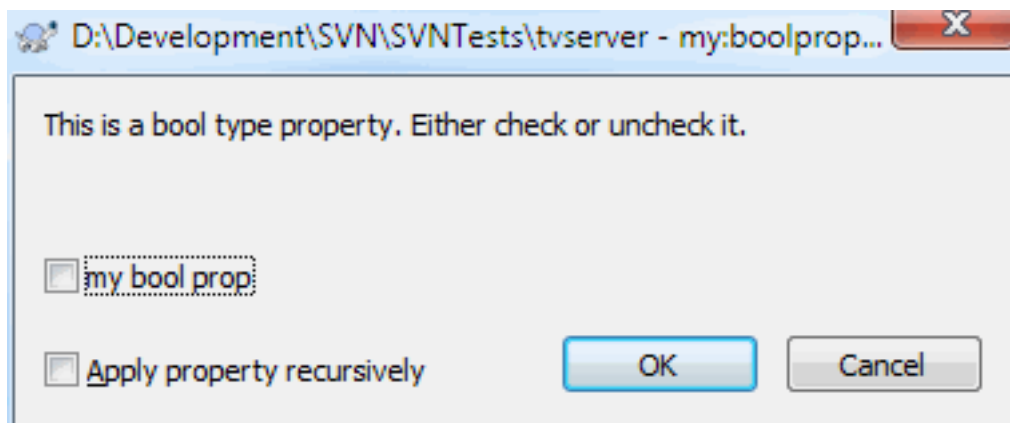 D:\Development\SVN\SVNTests\tvserver - my:boolprop...
This is a bool type property. Either check or uncheck it.
my bool prop
Apply property recursively
OK
Cancel